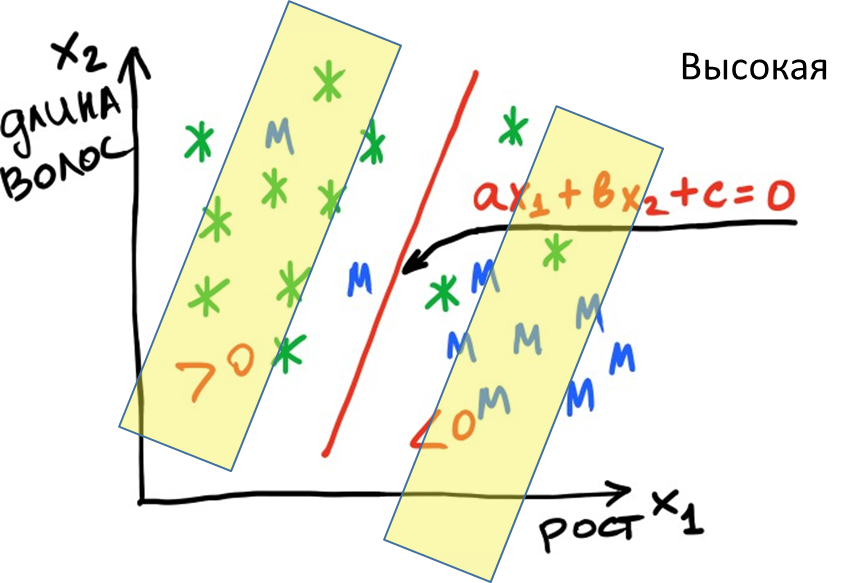 Высокая
x₂
длина
волос
Ж
Ж
М
Ж
Ж
Ж
Ж
Ж
Ж
Ж
Ж
ax₁ + bx₂ + c = 0
Ж
М
Ж
М
М
М
М
М
М
М
> 0
< 0
рост x₁